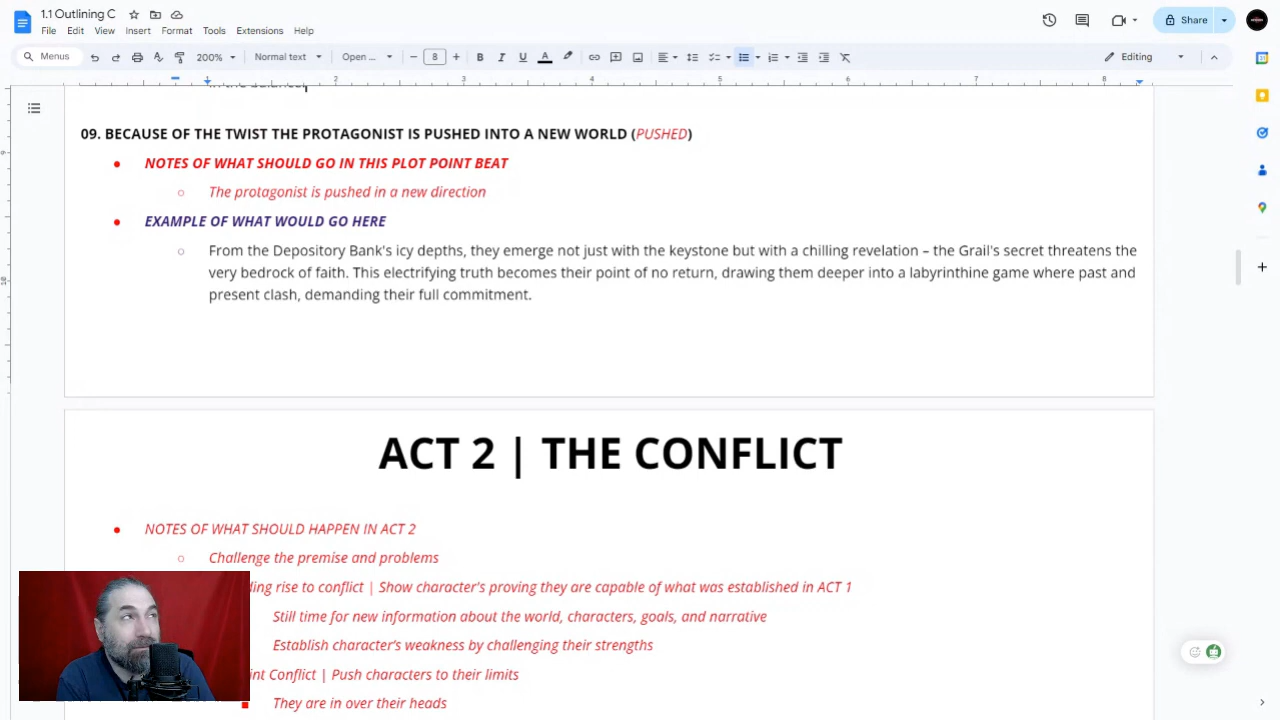 1.1 Outlining C
File Edit View Insert Format Tools Extensions Help
Share
Menus 200% Normal text Open ... 8 B I U A Editing
2 3 4 5 6 7 8
09. BECAUSE OF THE TWIST THE PROTAGONIST IS PUSHED INTO A NEW WORLD (PUSHED)
NOTES OF WHAT SHOULD GO IN THIS PLOT POINT BEAT
The protagonist is pushed in a new direction
EXAMPLE OF WHAT WOULD GO HERE
From the Depository Bank's icy depths, they emerge not just with the keystone but with a chilling revelation – the Grail's secret threatens the
very bedrock of faith. This electrifying truth becomes their point of no return, drawing them deeper into a labyrinthine game where past and
present clash, demanding their full commitment.
ACT 2 | THE CONFLICT
NOTES OF WHAT SHOULD HAPPEN IN ACT 2
Challenge the premise and problems
rise to conflict | Show character's proving they are capable of what was established in ACT 1
Still time for new information about the world, characters, goals, and narrative
Establish character's weakness by challenging their strengths
Conflict | Push characters to their limits
They are in over their heads